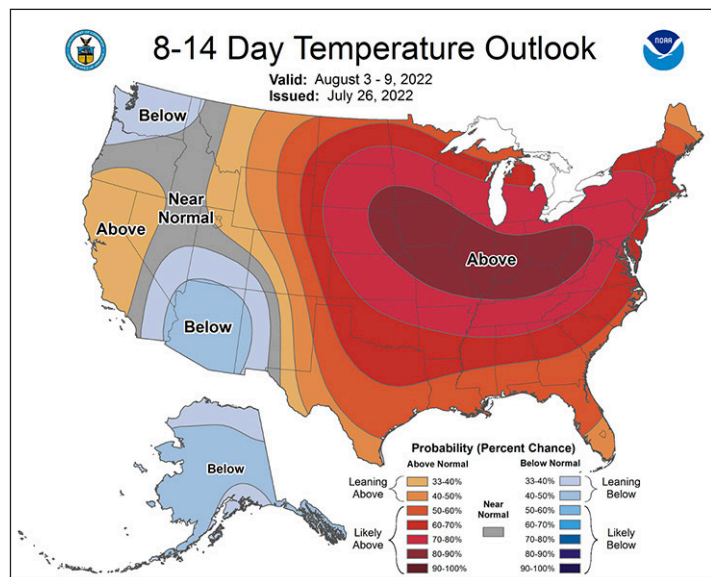 8-14 Day Temperature Outlook
NOAA
Valid: August 3 - 9, 2022
Issued: July 26, 2022
Below
Near
Normal
Above
Above
Below
Below
Probability (Percent Chance)
Above Normal
Below Normal
Leaning
Above
33-40%
40-50%
Likely
Above
50-60%
60-70%
70-80%
80-90%
90-100%
Near
Normal
33-40%
40-50%
50-60%
60-70%
70-80%
80-90%
90-100%
Leaning
Below
Likely
Below